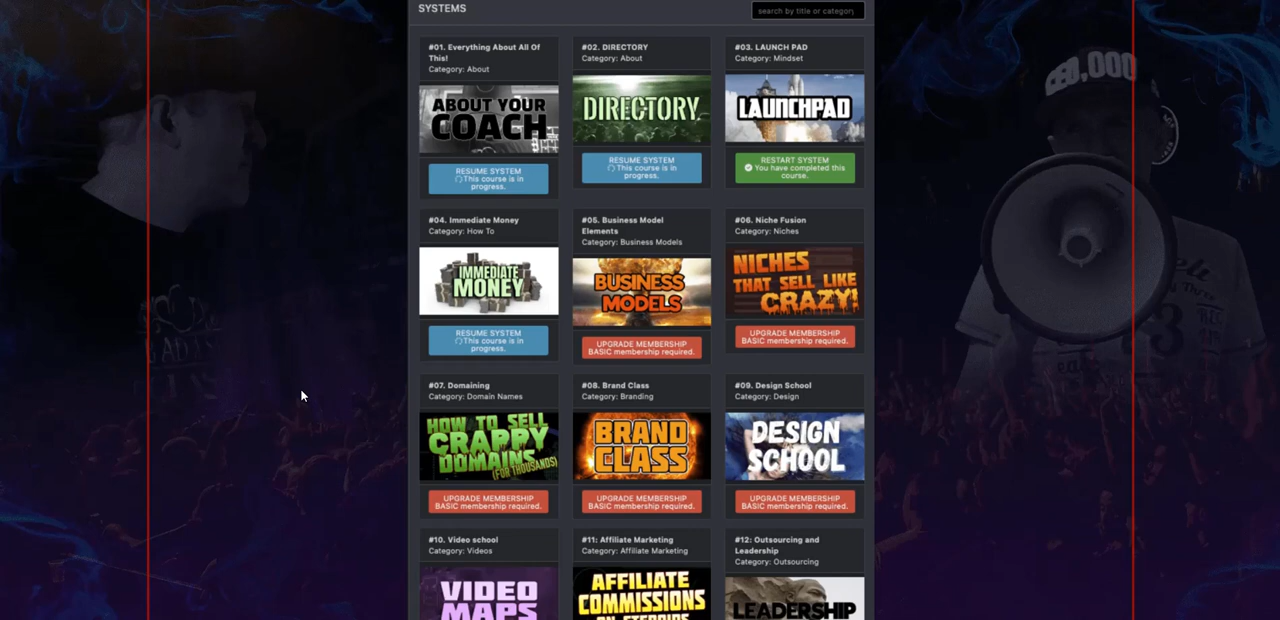 SYSTEMS
search by title or category
#01. Everything About All Of
This!
Category: About
ABOUT YOUR
COACH
RESUME SYSTEM
This course is in
progress.
#02. DIRECTORY
Category: About
DIRECTORY
RESUME SYSTEM
This course is in
progress.
#03. LAUNCH PAD
Category: Mindset
LAUNCHPAD
RESTART SYSTEM
You have completed this
course.
#04. Immediate Money
Category: How To
IMMEDIATE
MONEY
RESUME SYSTEM
This course is in
progress.
#05. Business Model
Elements
Category: Business Models
BUSINESS
MODELS
UPGRADE MEMBERSHIP
BASIC membership required.
#06. Niche Fusion
Category: Niches
NICHES
THAT SELL LIKE
CRAZY!
UPGRADE MEMBERSHIP
BASIC membership required.
#07. Domaining
Category: Domain Names
HOW TO SELL
CRAPPY
DOMAINS
(FOR THOUSANDS)
UPGRADE MEMBERSHIP
BASIC membership required.
#08. Brand Class
Category: Branding
BRAND
CLASS
UPGRADE MEMBERSHIP
BASIC membership required.
#09. Design School
Category: Design
DESIGN
SCHOOL
UPGRADE MEMBERSHIP
BASIC membership required.
#10. Video school
Category: Videos
VIDEO
MAPS
#11: Affiliate Marketing
Category: Affiliate Marketing
AFFILIATE
COMMISSIONS
ON STEROIDS
#12: Outsourcing and
Leadership
Category: Outsourcing
LEADERSHIP